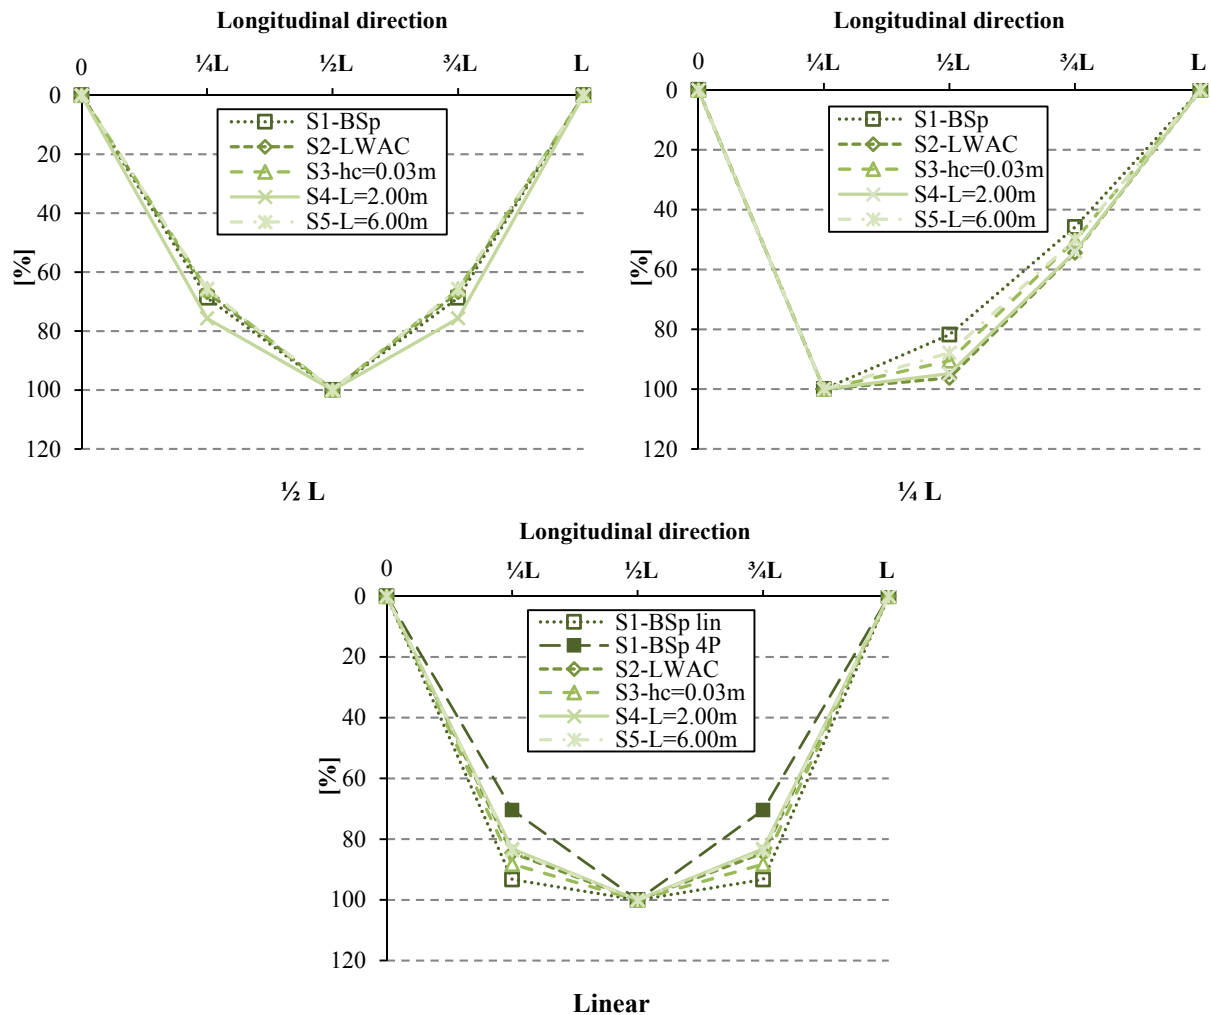 Longitudinal direction
0 ¼L ½L ¾L L
0
20
40
60
80
100
120
[%]
S1-BSp
S2-LWAC
S3-hc=0.03m
S4-L=2.00m
S5-L=6.00m
½ L
Longitudinal direction
0 ¼L ½L ¾L L
0
20
40
60
80
100
120
[%]
S1-BSp
S2-LWAC
S3-hc=0.03m
S4-L=2.00m
S5-L=6.00m
¼ L
Longitudinal direction
0 ¼L ½L ¾L L
0
20
40
60
80
100
120
[%]
S1-BSp lin
S1-BSp 4P
S2-LWAC
S3-hc=0.03m
S4-L=2.00m
S5-L=6.00m
Linear